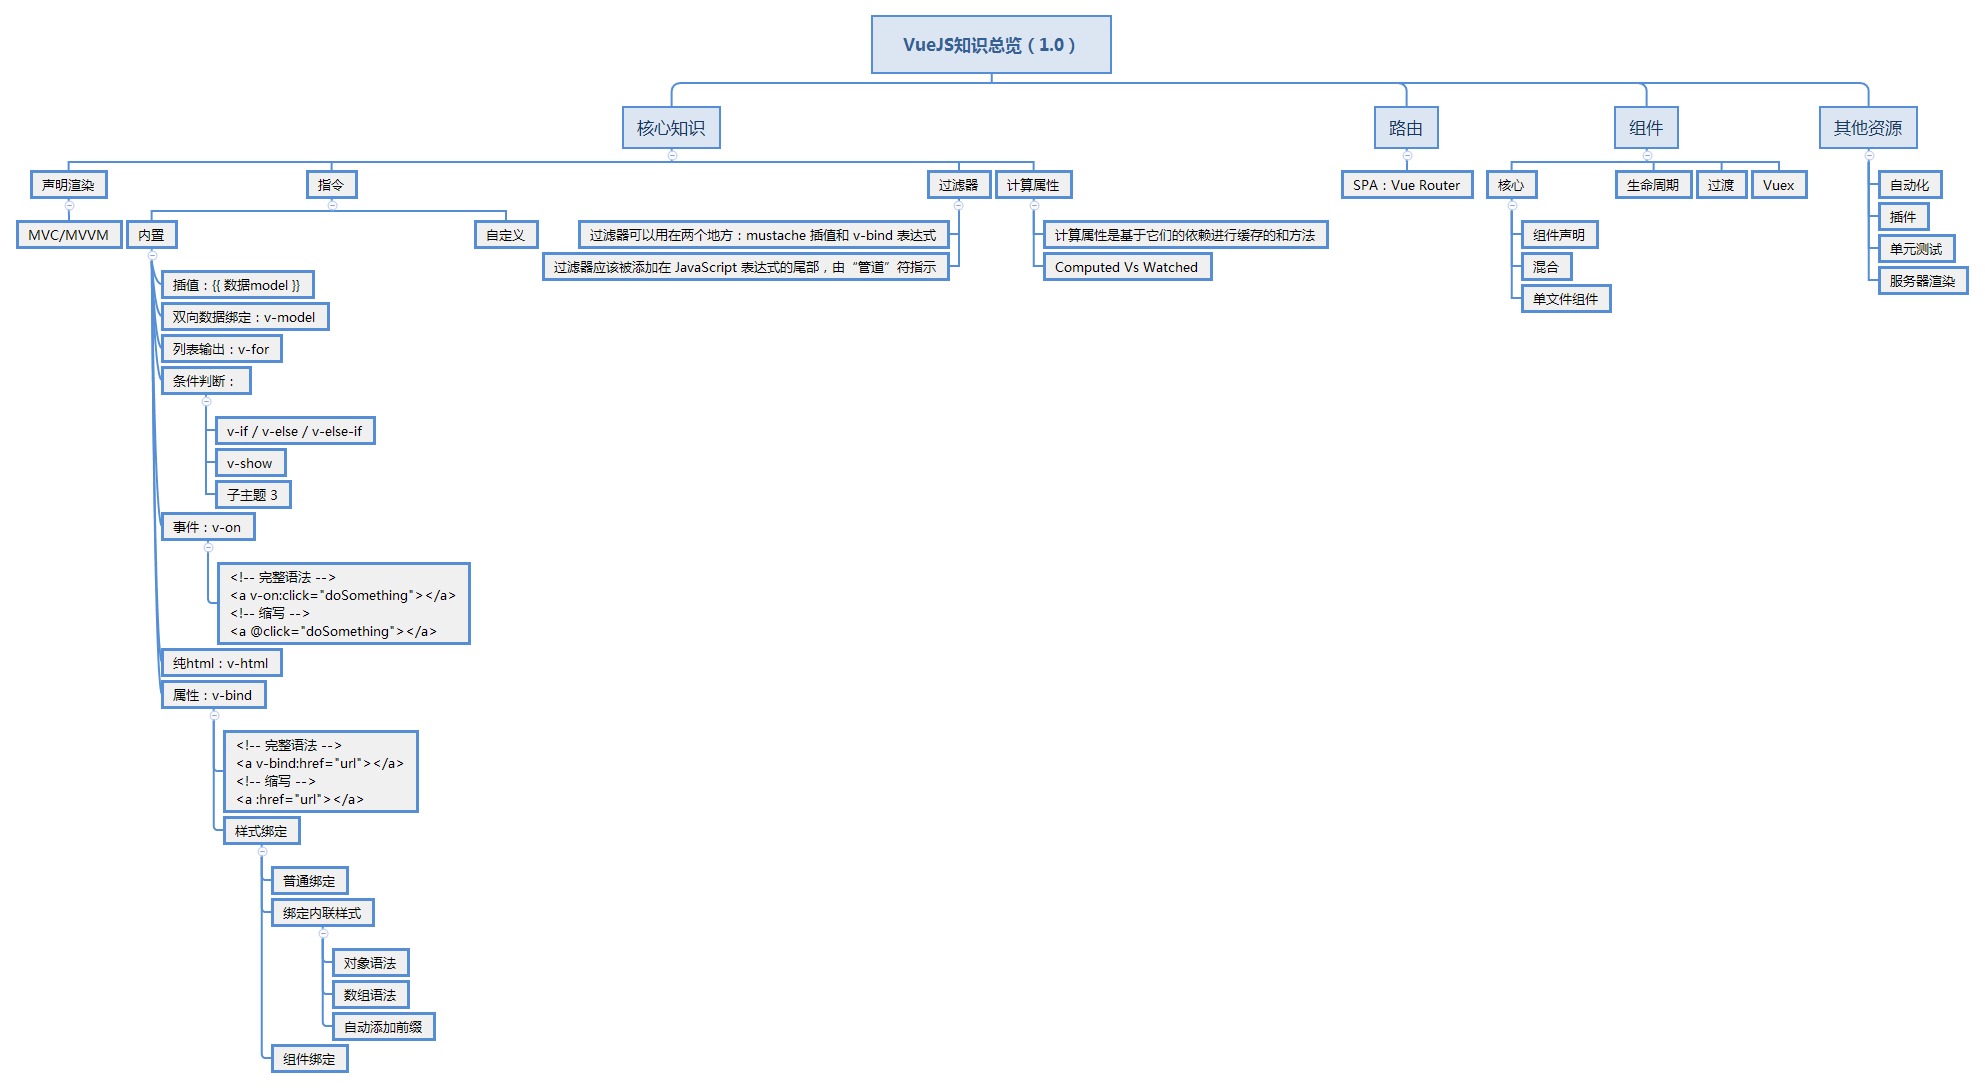 VueJS知识总览（1.0）
核心知识
路由
组件
其他资源
声明渲染
指令
过滤器
计算属性
SPA：Vue Router
核心
生命周期
过渡
Vuex
自动化
插件
单元测试
服务器渲染
MVC/MVVM
内置
自定义
过滤器可以用在两个地方：mustache 插值和 v-bind 表达式
过滤器应该被添加在 JavaScript 表达式的尾部，由“管道”符指示
计算属性是基于它们的依赖进行缓存的和方法
Computed Vs Watched
组件声明
混合
单文件组件
插值：{{ 数据model }}
双向数据绑定：v-model
列表输出：v-for
条件判断：
v-if / v-else / v-else-if
v-show
子主题 3
事件：v-on
<!-- 完整语法 -->
<a v-on:click="doSomething"></a>
<!-- 缩写 -->
<a @click="doSomething"></a>
纯html：v-html
属性：v-bind
<!-- 完整语法 -->
<a v-bind:href="url"></a>
<!-- 缩写 -->
<a :href="url"></a>
样式绑定
普通绑定
绑定内联样式
对象语法
数组语法
自动添加前缀
组件绑定